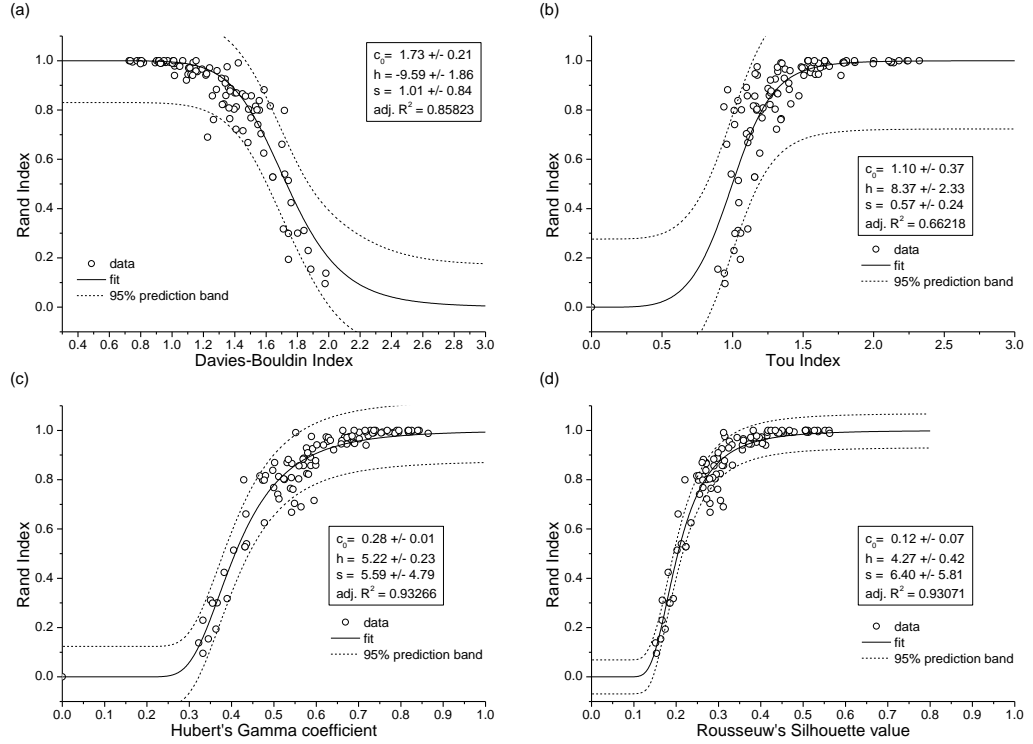 (a)
Rand Index
1.0
0.8
0.6
0.4
0.2
0.0
c0= 1.73 +/- 0.21
h = -9.59 +/- 1.86
s = 1.01 +/- 0.84
adj. R2 = 0.85823
data
fit
95% prediction band
0.4 0.6 0.8 1.0 1.2 1.4 1.6 1.8 2.0 2.2 2.4 2.6 2.8 3.0
Davies-Bouldin Index
(b)
Rand Index
1.0
0.8
0.6
0.4
0.2
0.0
c0= 1.10 +/- 0.37
h = 8.37 +/- 2.33
s = 0.57 +/- 0.24
adj. R2 = 0.66218
data
fit
95% prediction band
0.0 0.5 1.0 1.5 2.0 2.5 3.0
Tou Index
(c)
Rand Index
1.0
0.8
0.6
0.4
0.2
0.0
c0= 0.28 +/- 0.01
h = 5.22 +/- 0.23
s = 5.59 +/- 4.79
adj. R2 = 0.93266
data
fit
95% prediction band
0.0 0.1 0.2 0.3 0.4 0.5 0.6 0.7 0.8 0.9 1.0
Hubert's Gamma coefficient
(d)
Rand Index
1.0
0.8
0.6
0.4
0.2
0.0
c0= 0.12 +/- 0.07
h = 4.27 +/- 0.42
s = 6.40 +/- 5.81
adj. R2 = 0.93071
data
fit
95% prediction band
0.0 0.1 0.2 0.3 0.4 0.5 0.6 0.7 0.8 0.9 1.0
Rousseuw's Silhouette value